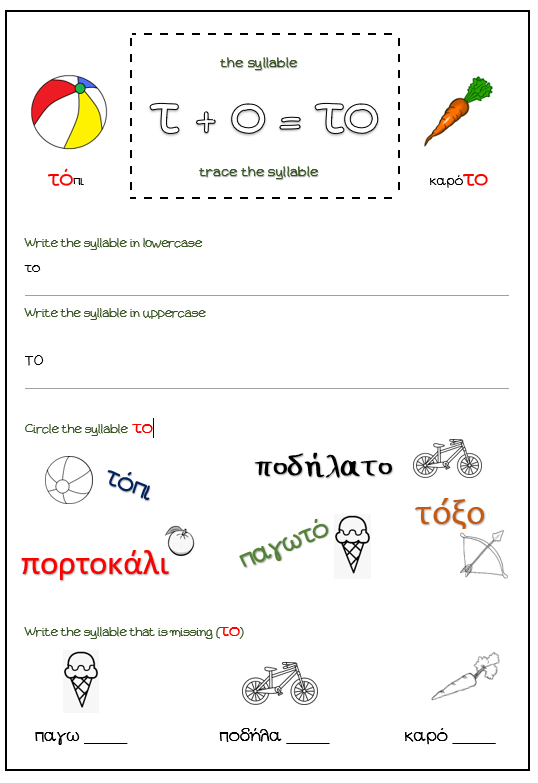 the syllable
τ + ο = το
trace the syllable
τόπι
καρότο
Write the syllable in lowercase
το
Write the syllable in uppercase
ΤΟ
Circle the syllable το
τόπι
ποδήλατο
τόξο
παγωτό
πορτοκάλι
Write the syllable that is missing (το)
παγω _____ ποδήλα _____ καρό _____